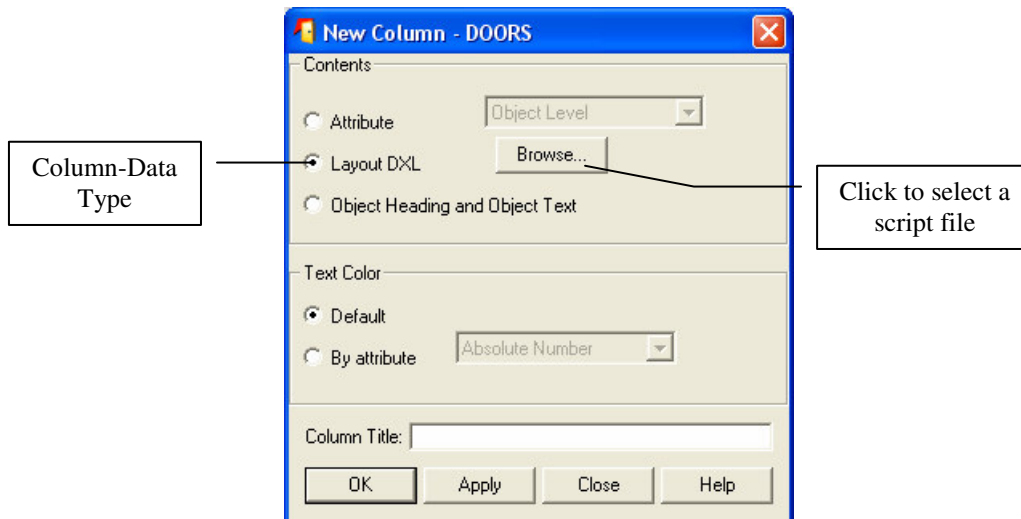 New Column - DOORS
Contents
Attribute
Object Level
Column-Data
Type
Layout DXL
Browse...
Click to select a
script file
Object Heading and Object Text
Text Color
Default
By attribute
Absolute Number
Column Title:
OK
Apply
Close
Help